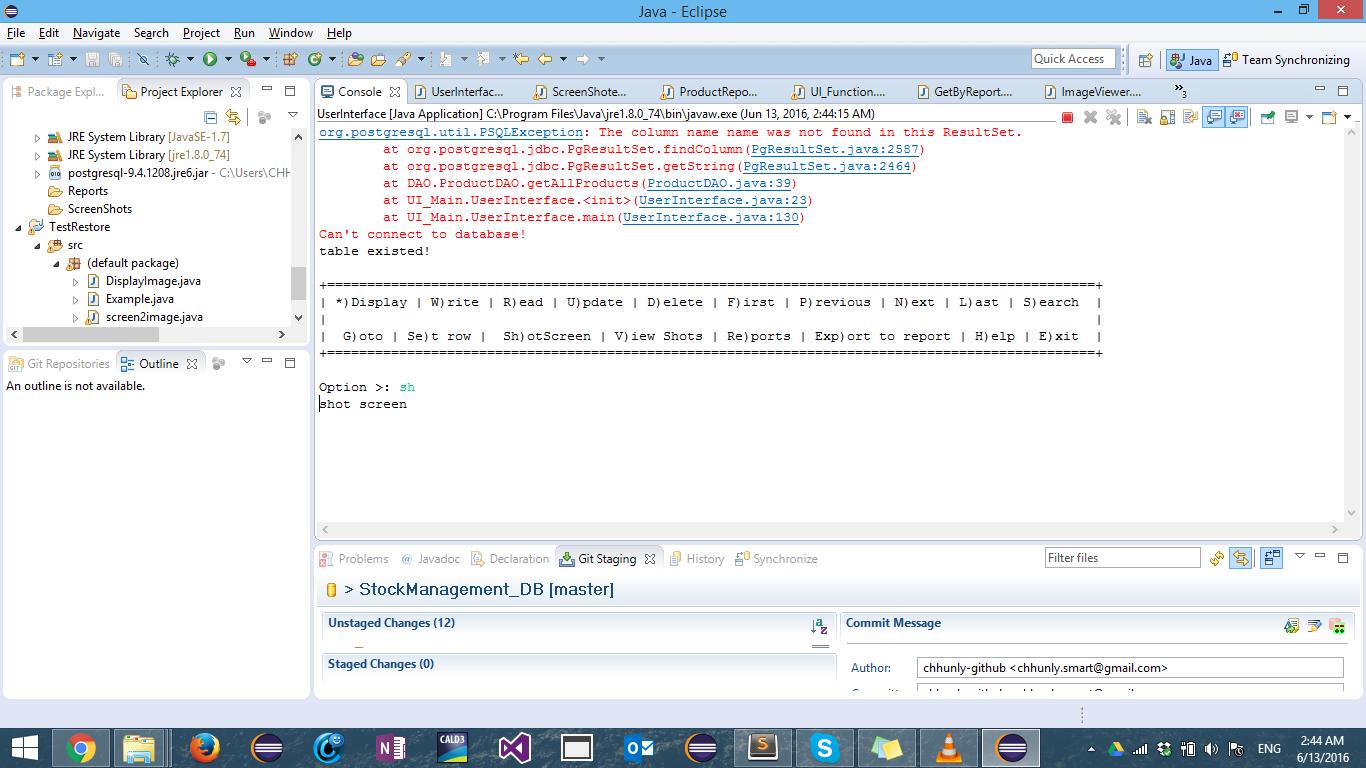 Java - Eclipse
File Edit Navigate Search Project Run Window Help
Quick Access
Java
Team Synchronizing
Package Expl...
Project Explorer
JRE System Library [JavaSE-1.7]
JRE System Library [jre1.8.0_74]
postgresql-9.4.1208.jre6.jar - C:\Users\CHH
Reports
ScreenShots
TestRestore
src
(default package)
DisplayImage.java
Example.java
screen2image.java
Git Repositories
Outline
An outline is not available.
Console
UserInterfac...
ScreenShote...
ProductRepo...
UI_Function....
GetByReport....
ImageViewer....
»3
UserInterface [Java Application] C:\Program Files\Java\jre1.8.0_74\bin\javaw.exe (Jun 13, 2016, 2:44:15 AM)
org.postgresql.util.PSQLException: The column name name was not found in this ResultSet.
at org.postgresql.jdbc.PgResultSet.findColumn(PgResultSet.java:2587)
at org.postgresql.jdbc.PgResultSet.getString(PgResultSet.java:2464)
at DAO.ProductDAO.getAllProducts(ProductDAO.java:39)
at UI_Main.UserInterface.<init>(UserInterface.java:23)
at UI_Main.UserInterface.main(UserInterface.java:130)
Can't connect to database!
table existed!
+================================================================================================+
| *)Display | W)rite | R)ead | U)pdate | D)elete | F)irst | P)revious | N)ext | L)ast | S)earch  |
|                                                                                                |
|  G)oto | Se)t row |  Sh)otScreen | V)iew Shots | Re)ports | Exp)ort to report | H)elp | E)xit  |
+================================================================================================+
Option >: sh
shot screen
Problems
@ Javadoc
Declaration
Git Staging
History
Synchronize
Filter files
> StockManagement_DB [master]
Unstaged Changes (12)
Staged Changes (0)
Commit Message
Author:
chhunly-github <chhunly.smart@gmail.com>
CALD3
ENG
2:44 AM
6/13/2016